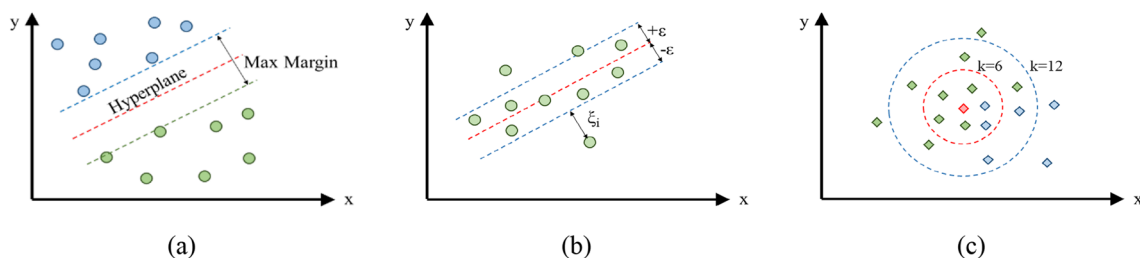 y
Max Margin
Hyperplane
x
(a)
y
+ε
-ε
ξi
x
(b)
y
k=6
k=12
x
(c)